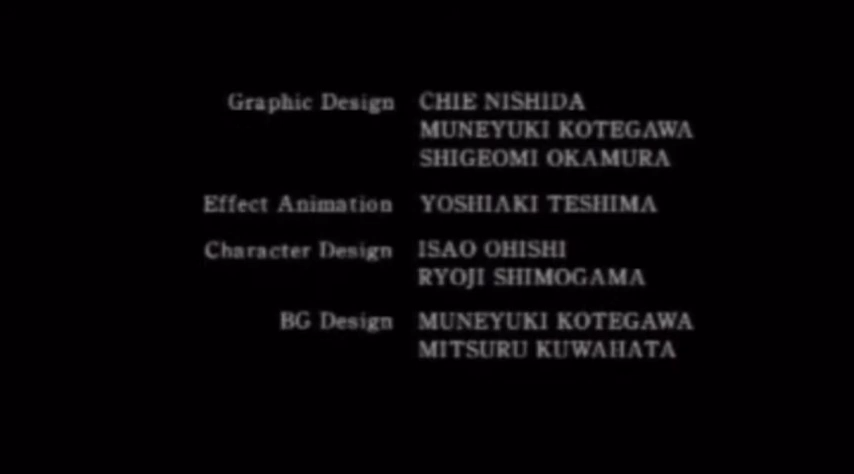 Graphic Design CHIE NISHIDA
MUNEYUKI KOTEGAWA
SHIGEOMI OKAMURA
Effect Animation YOSHIAKI TESHIMA
Character Design ISAO OHISHI
RYOJI SHIMOGAMA
BG Design MUNEYUKI KOTEGAWA
MITSURU KUWAHATA